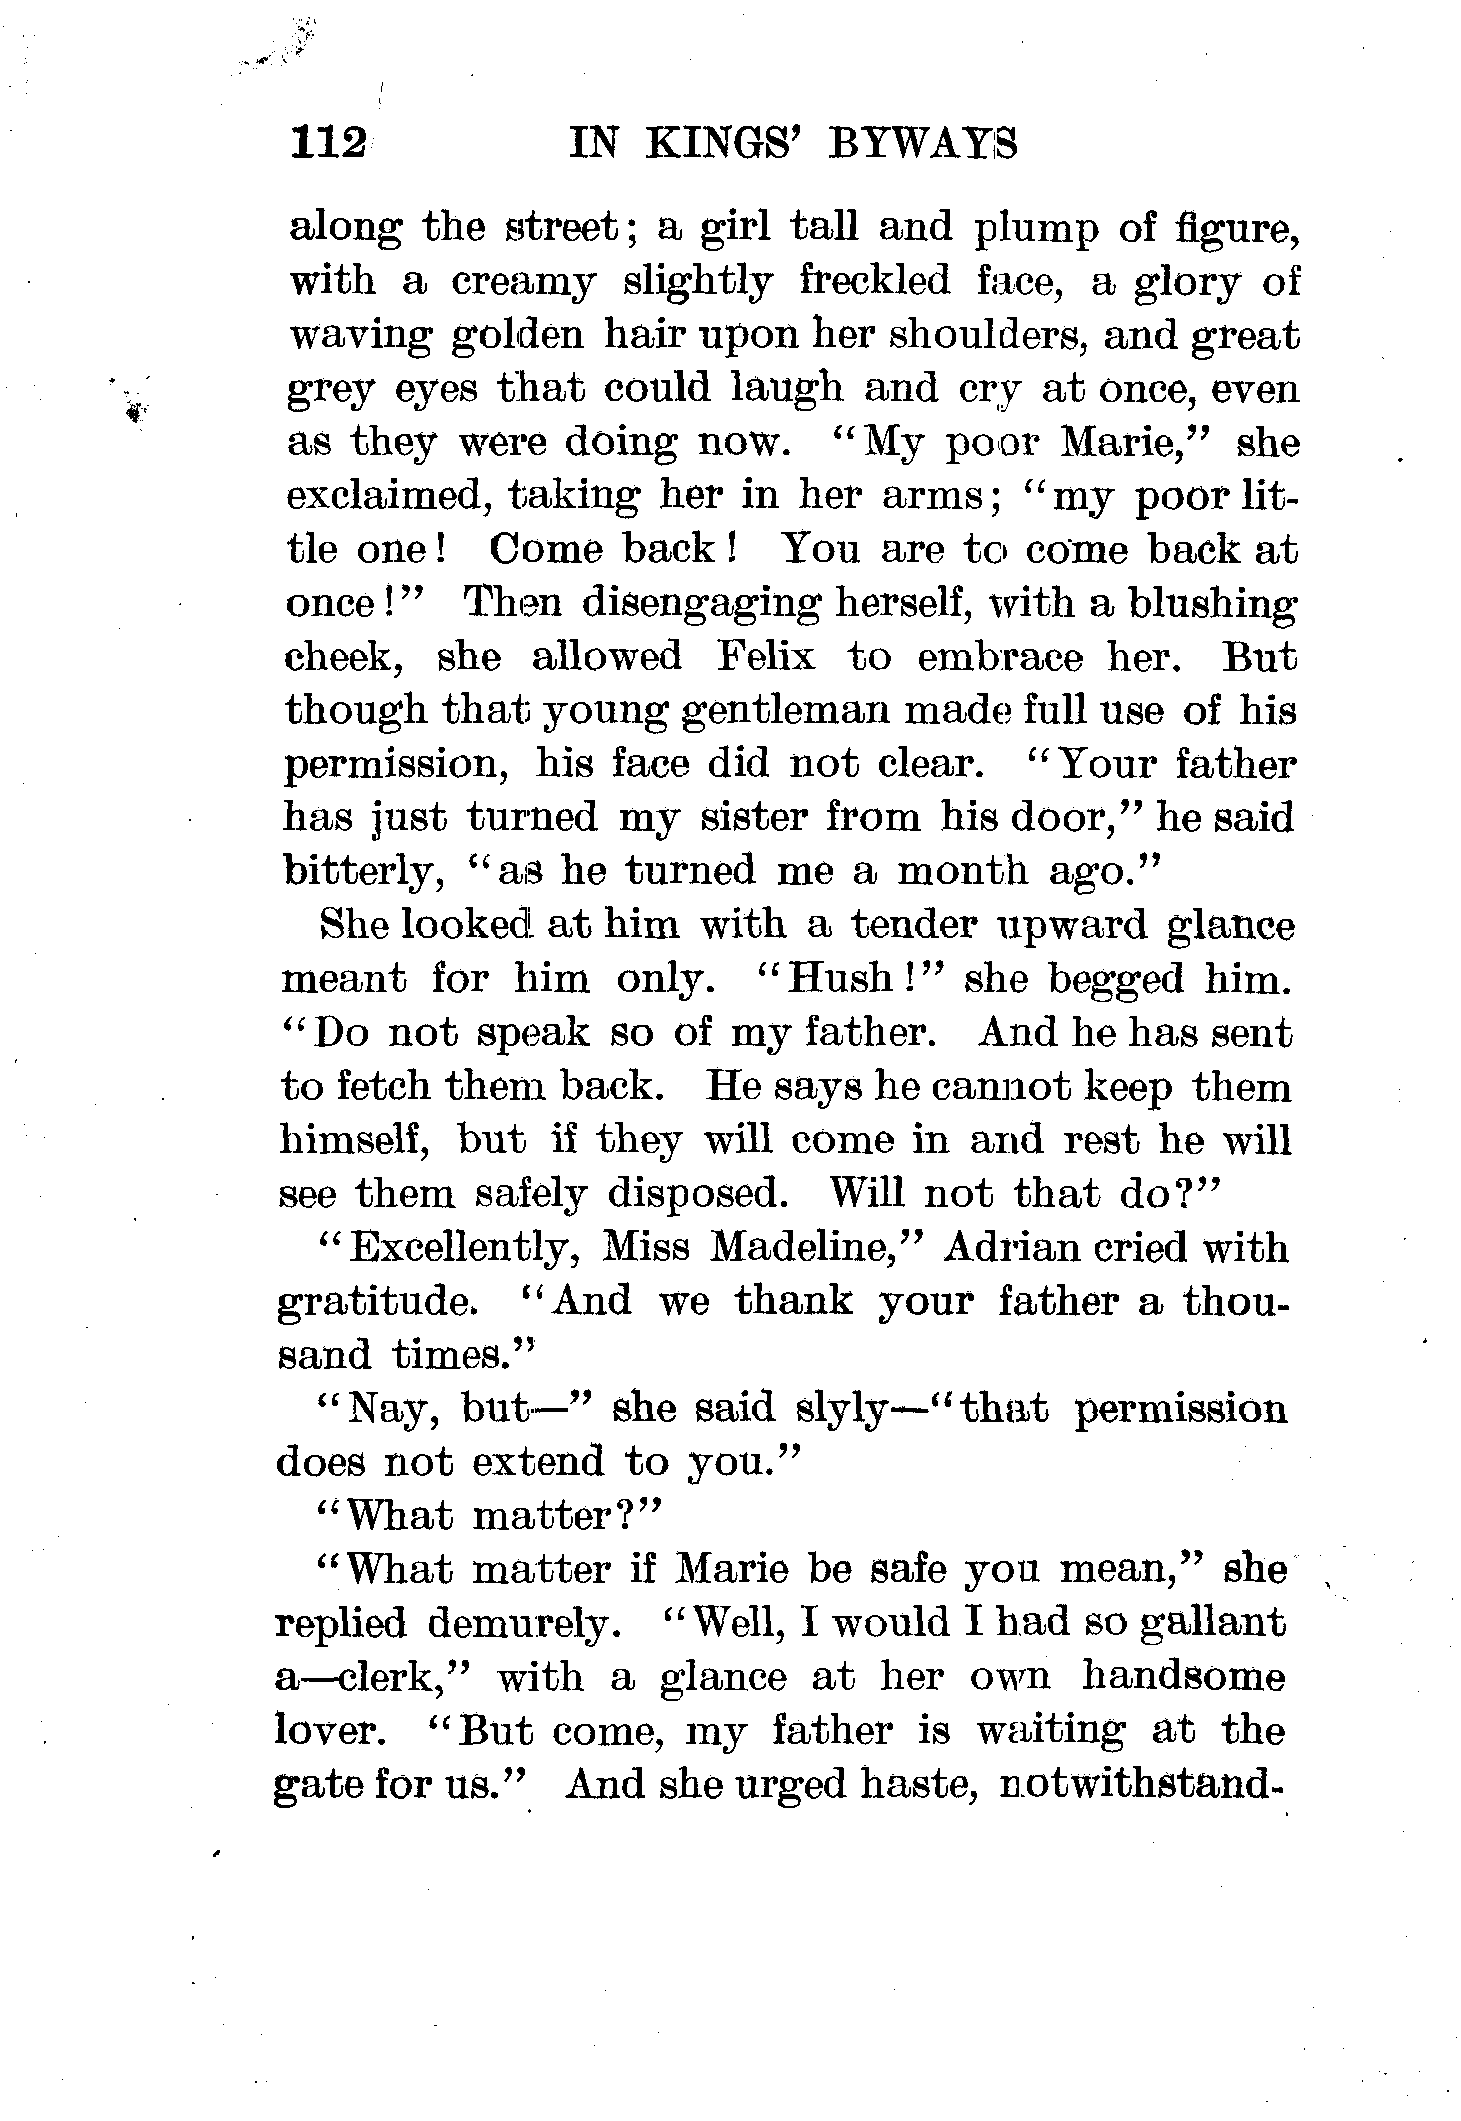 112 IN KINGS' BYWAYS
along the street; a girl tall and plump of figure,
with a creamy slightly freckled face, a glory of
waving golden hair upon her shoulders, and great
grey eyes that could laugh and cry at once, even
as they were doing now. "My poor Marie," she
exclaimed, taking her in her arms; "my poor lit-
tle one! Come back! You are to come back at
once!" Then disengaging herself, with a blushing
cheek, she allowed Felix to embrace her. But
though that young gentleman made full use of his
permission, his face did not clear. "Your father
has just turned my sister from his door," he said
bitterly, "as he turned me a month ago."
She looked at him with a tender upward glance
meant for him only. "Hush!" she begged him.
"Do not speak so of my father. And he has sent
to fetch them back. He says he cannot keep them
himself, but if they will come in and rest he will
see them safely disposed. Will not that do?"
"Excellently, Miss Madeline," Adrian cried with
gratitude. "And we thank your father a thou-
sand times."
"Nay, but—" she said slyly—"that permission
does not extend to you."
"What matter?"
"What matter if Marie be safe you mean," she
replied demurely. "Well, I would I had so gallant
a—clerk," with a glance at her own handsome
lover. "But come, my father is waiting at the
gate for us." And she urged haste, notwithstand-